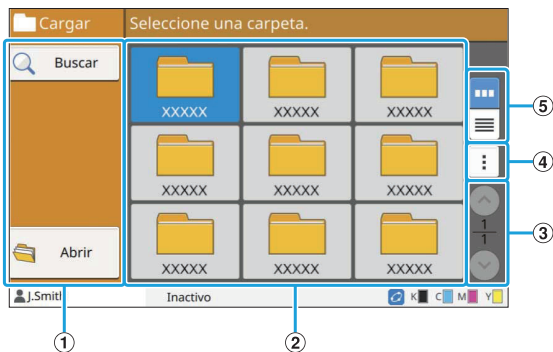 Cargar
Seleccione una carpeta.
Buscar
XXXXX XXXXX XXXXX
XXXXX XXXXX XXXXX
XXXXX XXXXX XXXXX
Abrir
1
1
J.Smith
Inactivo
K C M Y
5
4
3
1
2